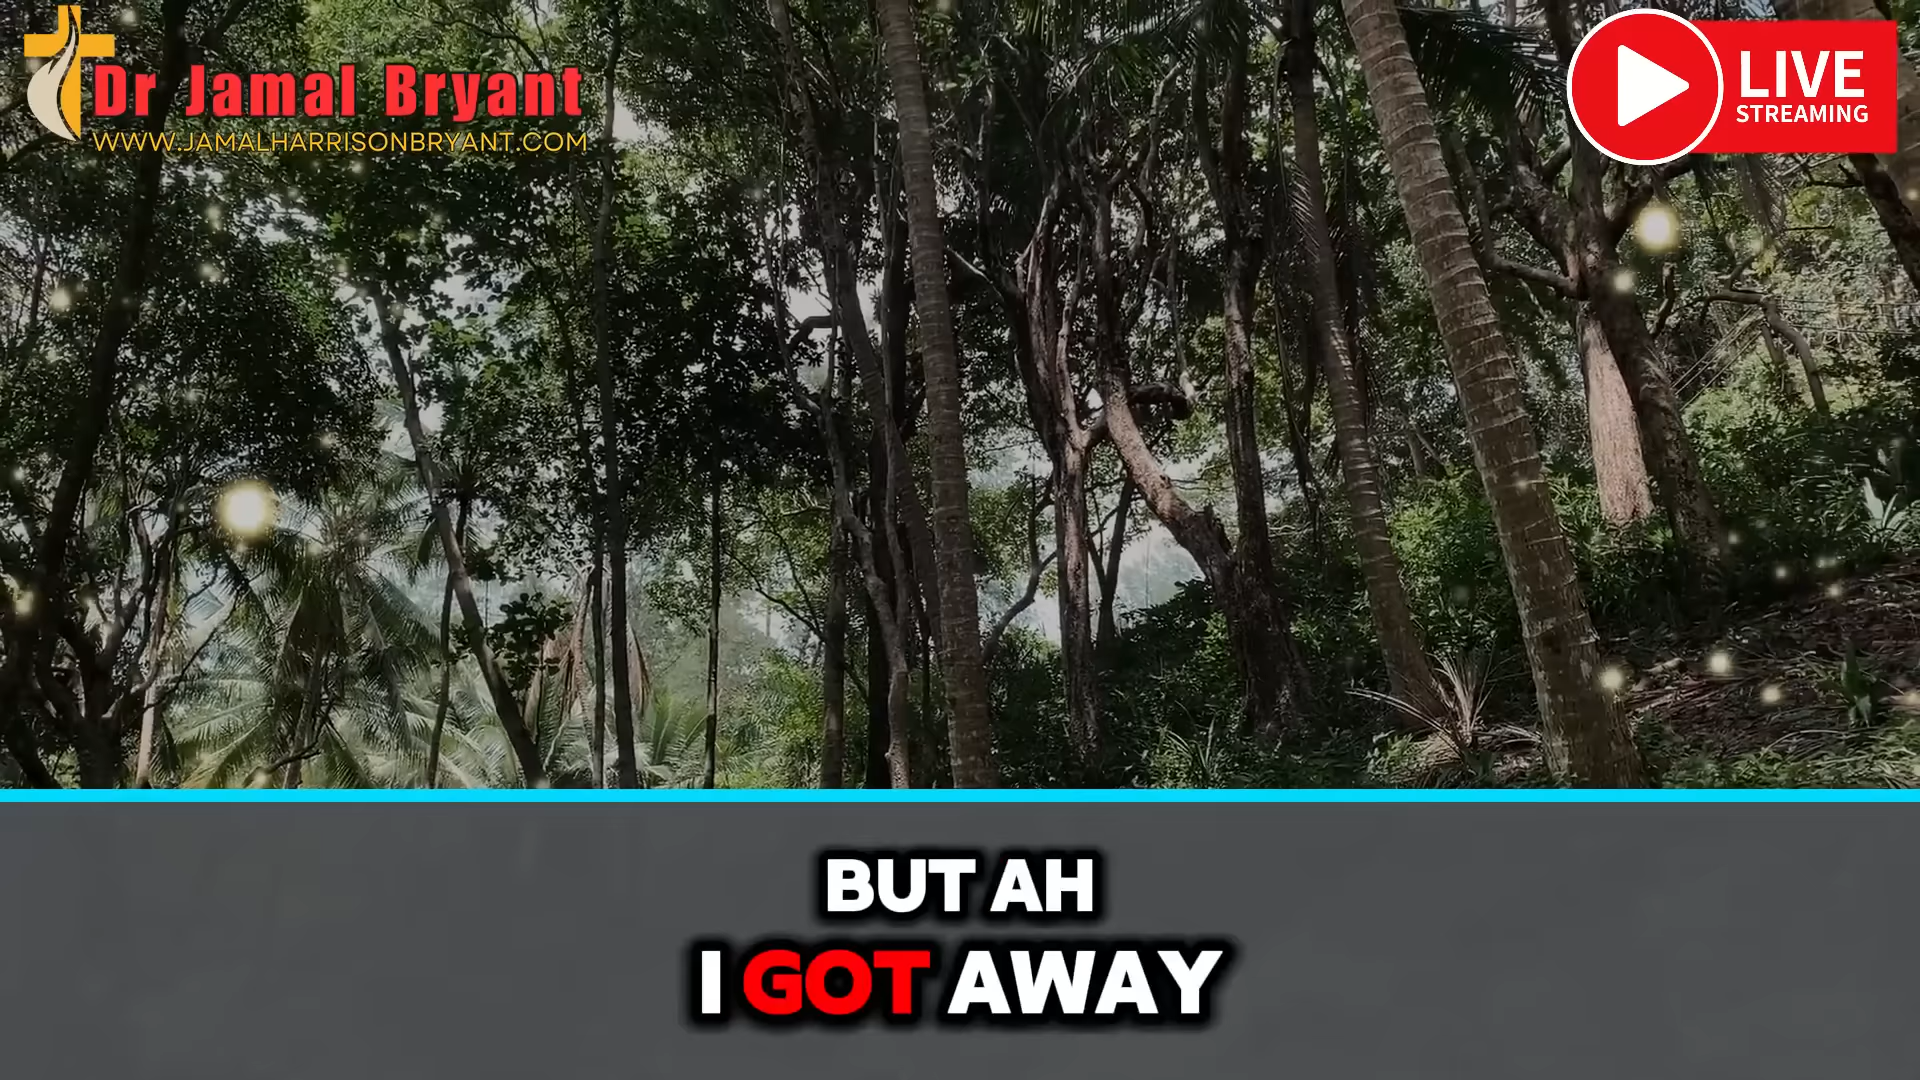 Dr Jamal Bryant
WWW.JAMALHARRISONBRYANT.COM
LIVE
STREAMING
BUT AH
I GOT AWAY